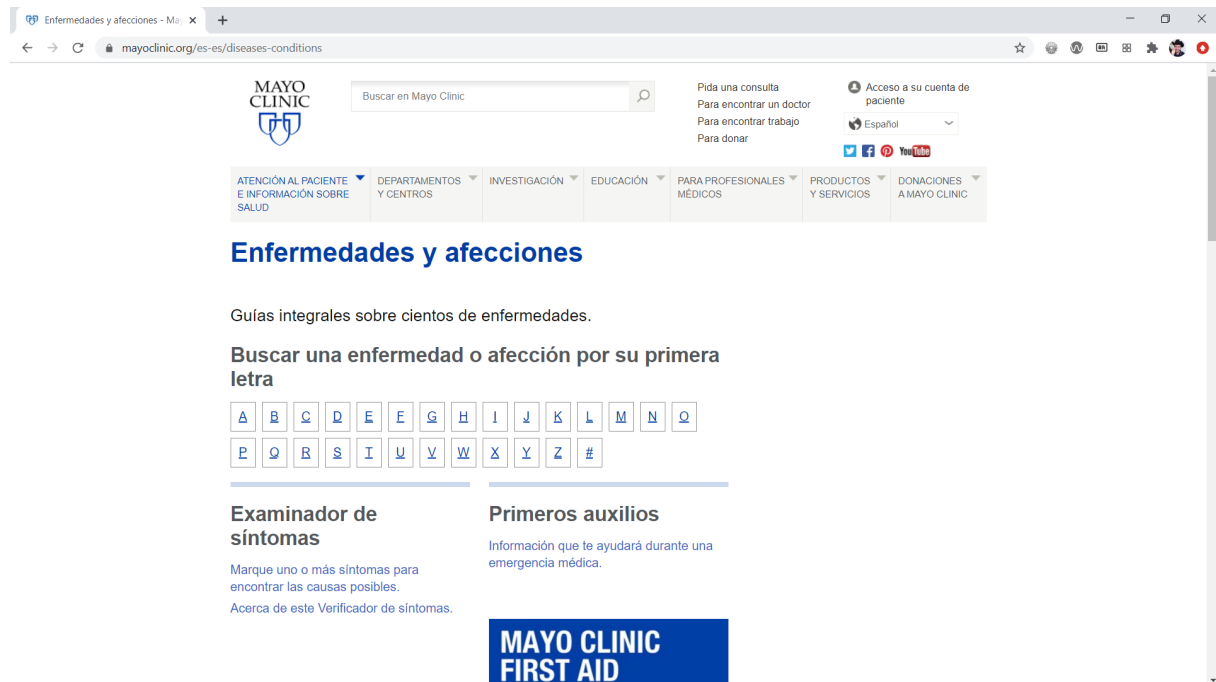 Enfermedades y afecciones - Ma
mayoclinic.org/es-es/diseases-conditions
MAYO
CLINIC
Buscar en Mayo Clinic
Pida una consulta
Para encontrar un doctor
Para encontrar trabajo
Para donar
Acceso a su cuenta de
paciente
Español
You Tube
ATENCIÓN AL PACIENTE
E INFORMACIÓN SOBRE
SALUD
DEPARTAMENTOS
Y CENTROS
INVESTIGACIÓN
EDUCACIÓN
PARA PROFESIONALES
MÉDICOS
PRODUCTOS
Y SERVICIOS
DONACIONES
A MAYO CLINIC
Enfermedades y afecciones
Guías integrales sobre cientos de enfermedades.
Buscar una enfermedad o afección por su primera
letra
A B C D E F G H I J K L M N O
P Q R S T U V W X Y Z #
Examinador de
síntomas
Marque uno o más síntomas para
encontrar las causas posibles.
Acerca de este Verificador de síntomas.
Primeros auxilios
Información que te ayudará durante una
emergencia médica.
MAYO CLINIC
FIRST AID